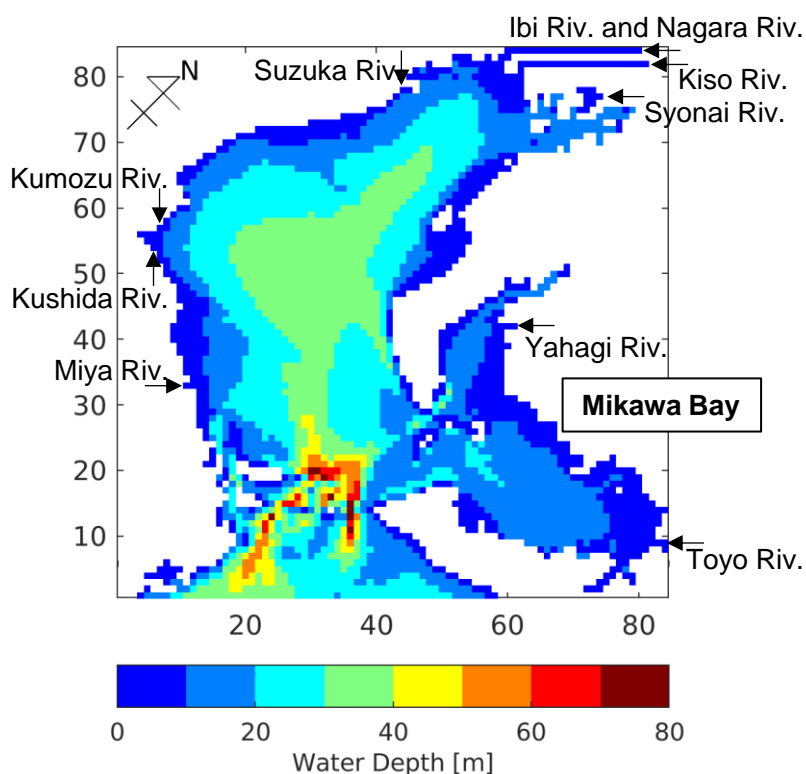 Ibi Riv. and Nagara Riv.
Suzuka Riv.
Kiso Riv.
N
Syonai Riv.
80
70
Kumozu Riv.
60
50
Kushida Riv.
40
Yahagi Riv.
Miya Riv.
Mikawa Bay
30
20
10
Toyo Riv.
20 40 60 80
0 20 40 60 80
Water Depth [m]